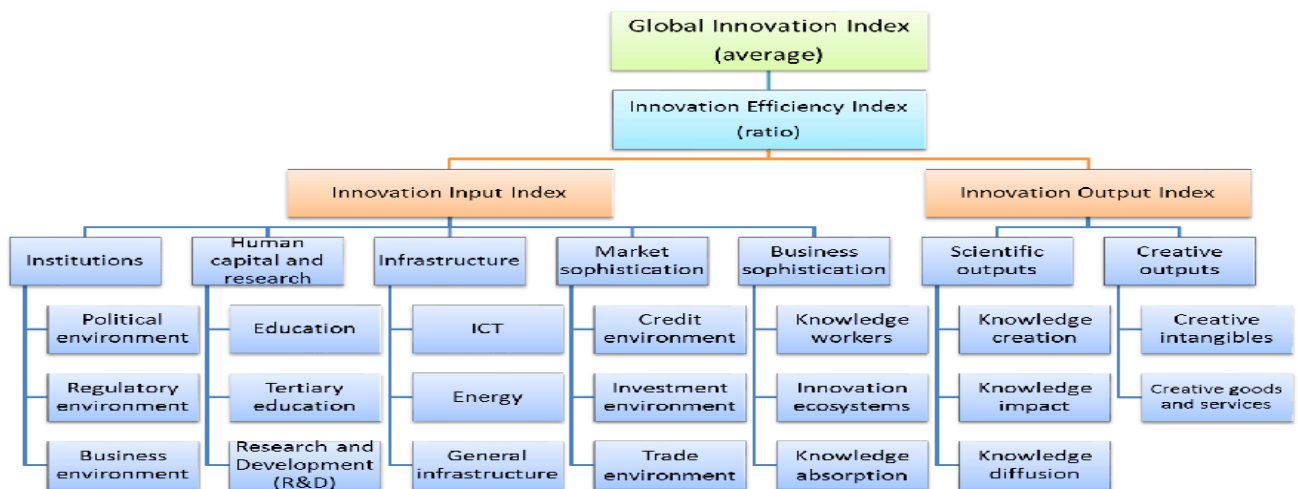 Global Innovation Index
(average)
Innovation Efficiency Index
(ratio)
Innovation Input Index
Innovation Output Index
Institutions
Human
capital and
research
Infrastructure
Market
sophistication
Business
sophistication
Scientific
outputs
Creative
outputs
Political
environment
Education
ICT
Credit
environment
Knowledge
workers
Knowledge
creation
Creative
intangibles
Regulatory
environment
Tertiary
education
Energy
Investment
environment
Innovation
ecosystems
Knowledge
impact
Creative goods
and services
Business
environment
Research and
Development
(R&D)
General
infrastructure
Trade
environment
Knowledge
absorption
Knowledge
diffusion